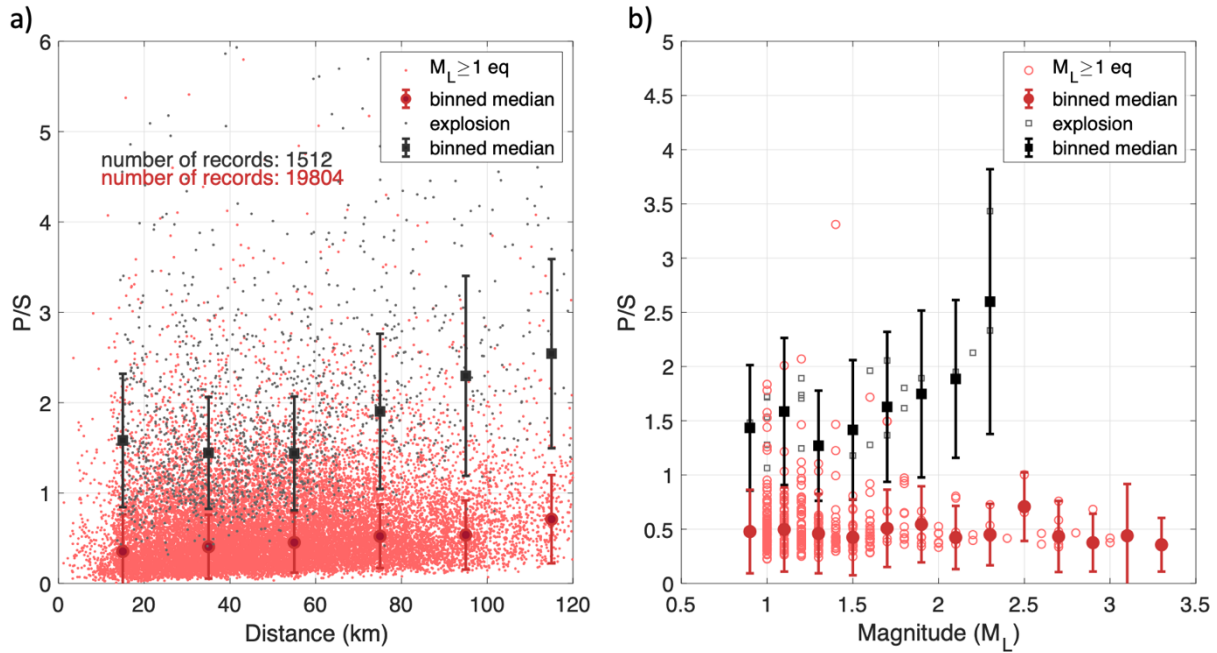 a)
6
5
4
3
2
1
0
P/S
M_L≥1 eq
binned median
explosion
binned median
number of records: 1512
number of records: 19804
0
20
40
60
80
100
120
Distance (km)
b)
5
4.5
4
3.5
3
2.5
2
1.5
1
0.5
0
P/S
M_L≥1 eq
binned median
explosion
binned median
0.5
1
1.5
2
2.5
3
3.5
Magnitude (M_L)